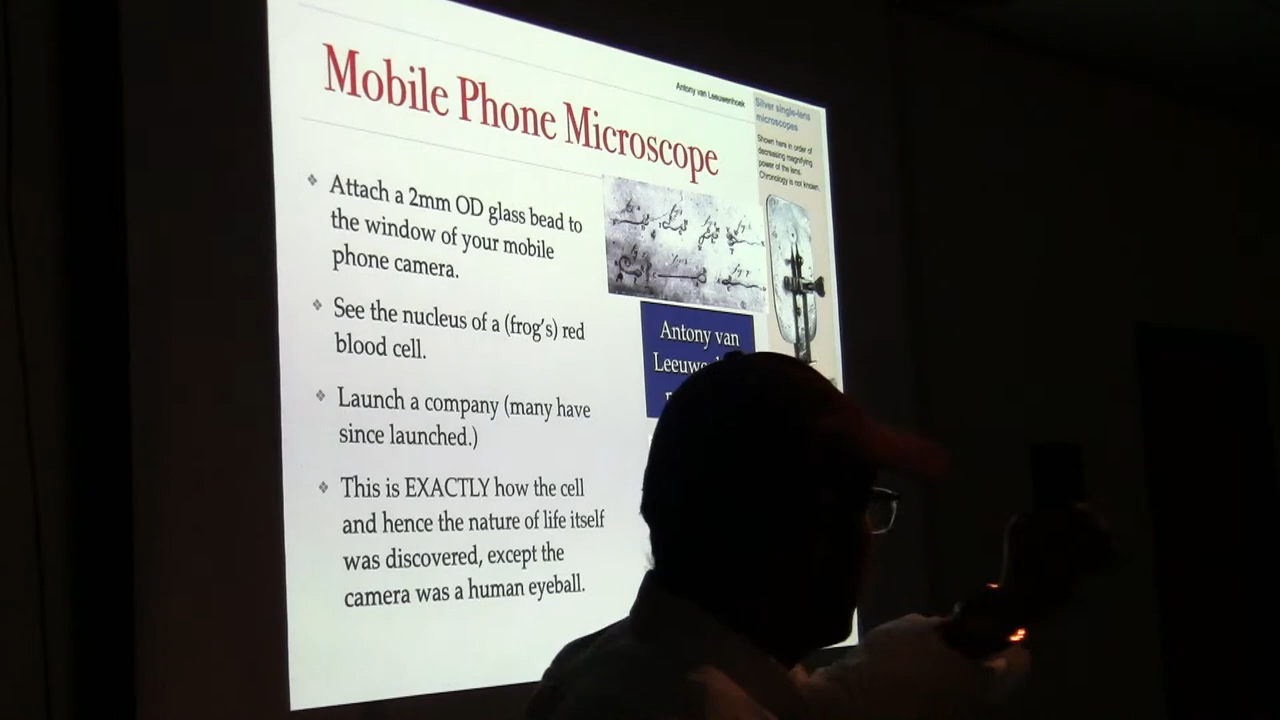 Mobile Phone Microscope
Antony van Leeuwenhoek
Silver single-lens
microscopes
Shown here in order of
decreasing magnifying
power of the lens.
Chronology is not known.
Attach a 2mm OD glass bead to
the window of your mobile
phone camera.
See the nucleus of a (frog's) red
blood cell.
Launch a company (many have
since launched.)
This is EXACTLY how the cell
and hence the nature of life itself
was discovered, except the
camera was a human eyeball.
Antony van